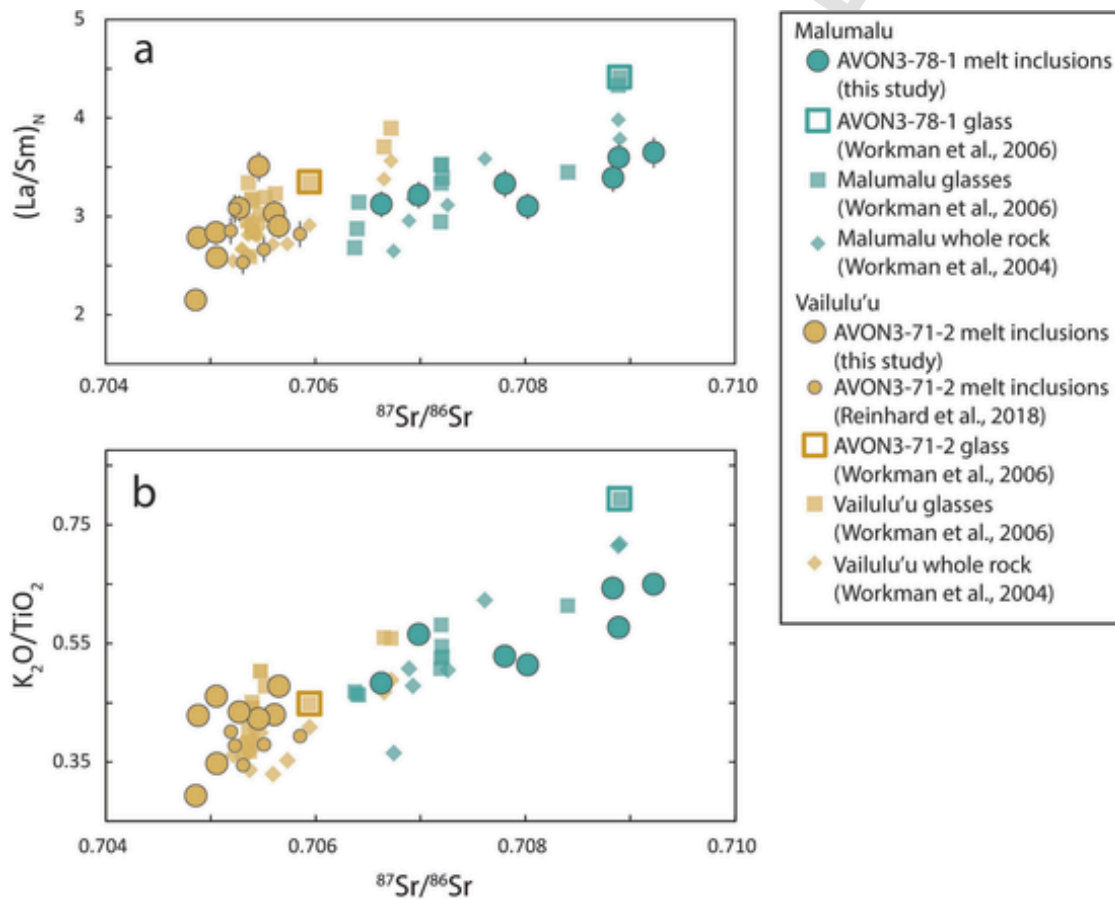 a
5
4
3
2
(La/Sm)N
0.704
0.706
0.708
0.710
87Sr/86Sr
b
0.75
0.55
0.35
K2O/TiO2
0.704
0.706
0.708
0.710
87Sr/86Sr
Malumalu
AVON3-78-1 melt inclusions
(this study)
AVON3-78-1 glass
(Workman et al., 2006)
Malumalu glasses
(Workman et al., 2006)
Malumalu whole rock
(Workman et al., 2004)
Vailulu'u
AVON3-71-2 melt inclusions
(this study)
AVON3-71-2 melt inclusions
(Reinhard et al., 2018)
AVON3-71-2 glass
(Workman et al., 2006)
Vailulu'u glasses
(Workman et al., 2006)
Vailulu'u whole rock
(Workman et al., 2004)